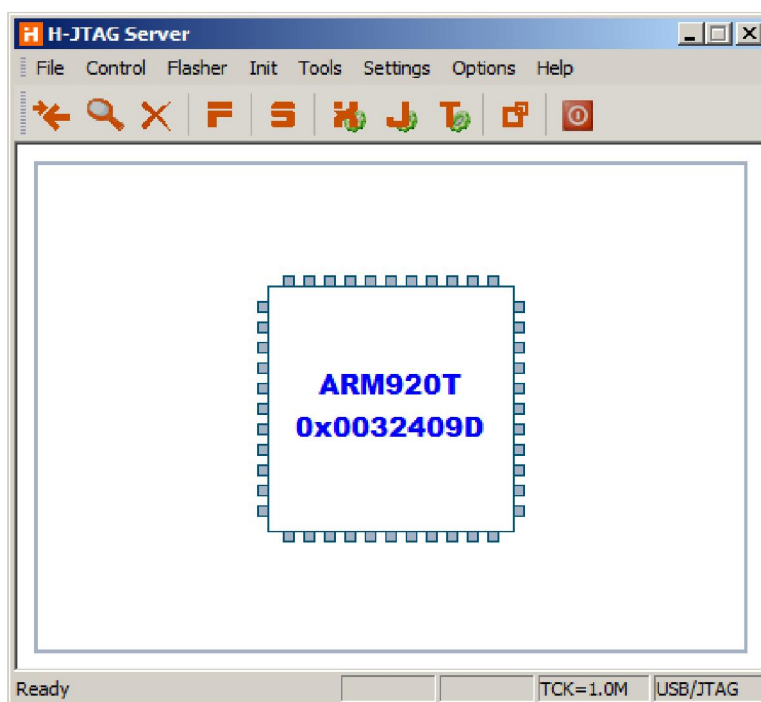 H-JTAG Server
File Control Flasher Init Tools Settings Options Help
ARM920T
0x0032409D
Ready TCK=1.0M USB/JTAG